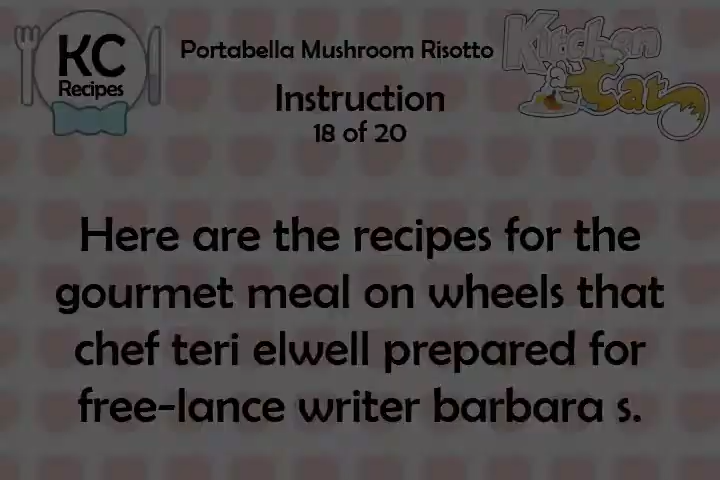 KC
Recipes
Portabella Mushroom Risotto
Kitchen
Cat
Instruction
18 of 20
Here are the recipes for the
gourmet meal on wheels that
chef teri elwell prepared for
free-lance writer barbara s.